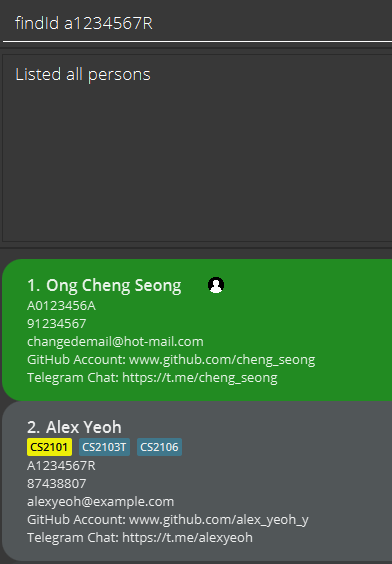 findId a1234567R
Listed all persons
1. Ong Cheng Seong
A0123456A
91234567
changedemail@hot-mail.com
GitHub Account: www.github.com/cheng_seong
Telegram Chat: https://t.me/cheng_seong
2. Alex Yeoh
CS2101 CS2103T CS2106
A1234567R
87438807
alexyeoh@example.com
GitHub Account: www.github.com/alex_yeoh_y
Telegram Chat: https://t.me/alexyeoh